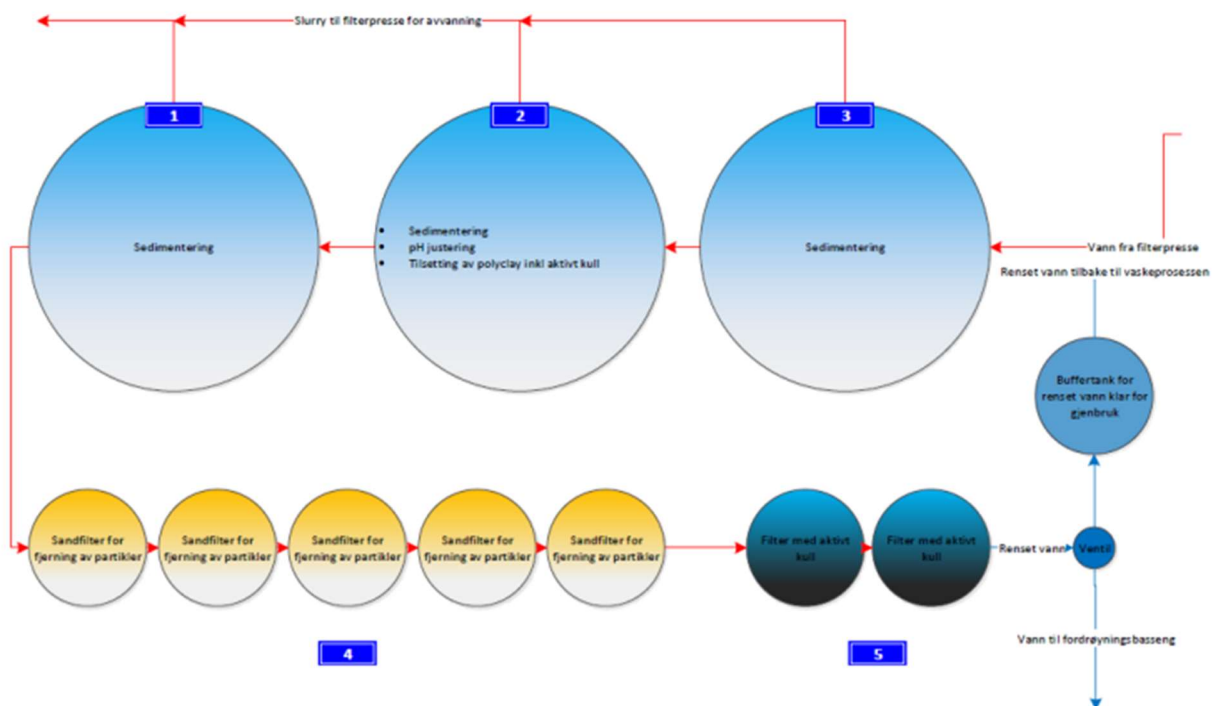 Slurry til filterpresse for avvanning
1
2
3
Sedimentering
• Sedimentering
• pH justering
• Tilsetting av polyclay inkl aktivt kull
Sedimentering
Vann fra filterpresse
Renset vann tilbake til vaskeprosessen
Buffertank for
renset vann klar for
gjenbruk
Sandfilter for
fjerning av partikler
Sandfilter for
fjerning av partikler
Sandfilter for
fjerning av partikler
Sandfilter for
fjerning av partikler
Sandfilter for
fjerning av partikler
Filter med aktivt
kull
Filter med aktivt
kull
Renset vann
Ventil
Vann til fordrøyningsbasseng
4
5